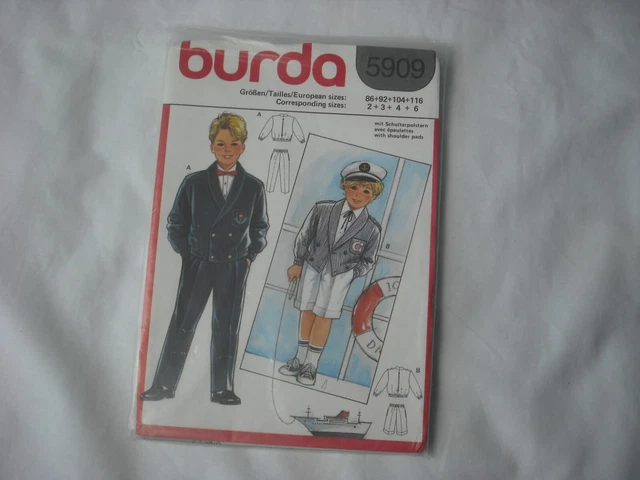 burda
5909
Größen/Tailles/European sizes: 86+92+104+116
Corresponding sizes: 2 + 3 + 4 + 6
mit Schulterpolstern
avec épaulettes
with shoulder pads
A
A
B
B